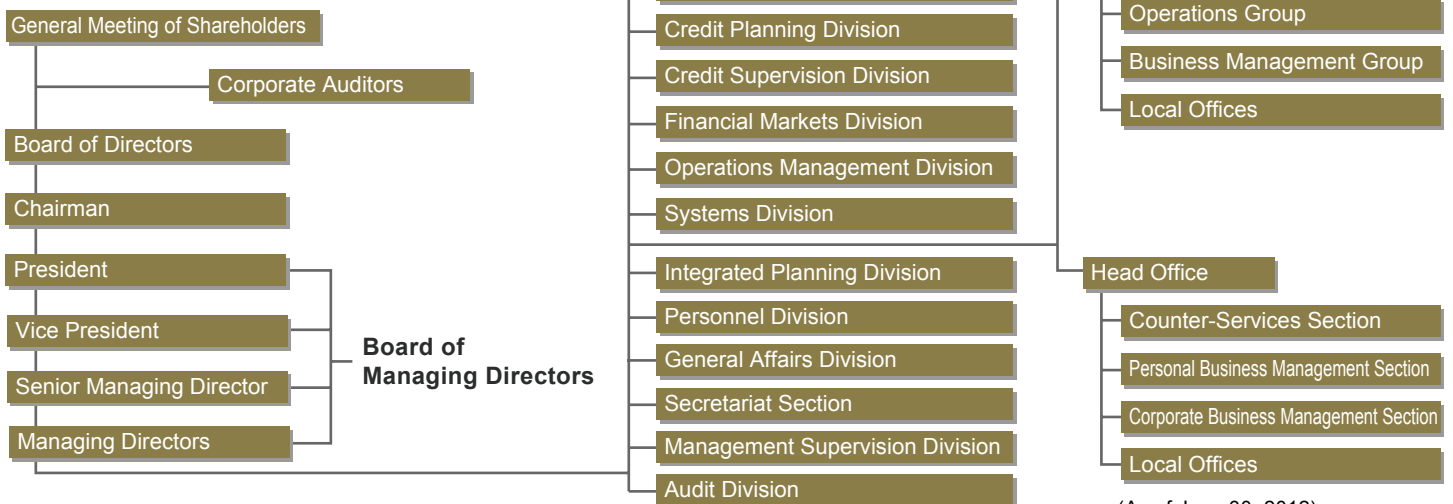 General Meeting of Shareholders
Corporate Auditors
Board of Directors
Chairman
President
Vice President
Senior Managing Director
Managing Directors
Board of
Managing Directors
Credit Planning Division
Credit Supervision Division
Financial Markets Division
Operations Management Division
Systems Division
Integrated Planning Division
Personnel Division
General Affairs Division
Secretariat Section
Management Supervision Division
Audit Division
Operations Group
Business Management Group
Local Offices
Head Office
Counter-Services Section
Personal Business Management Section
Corporate Business Management Section
Local Offices